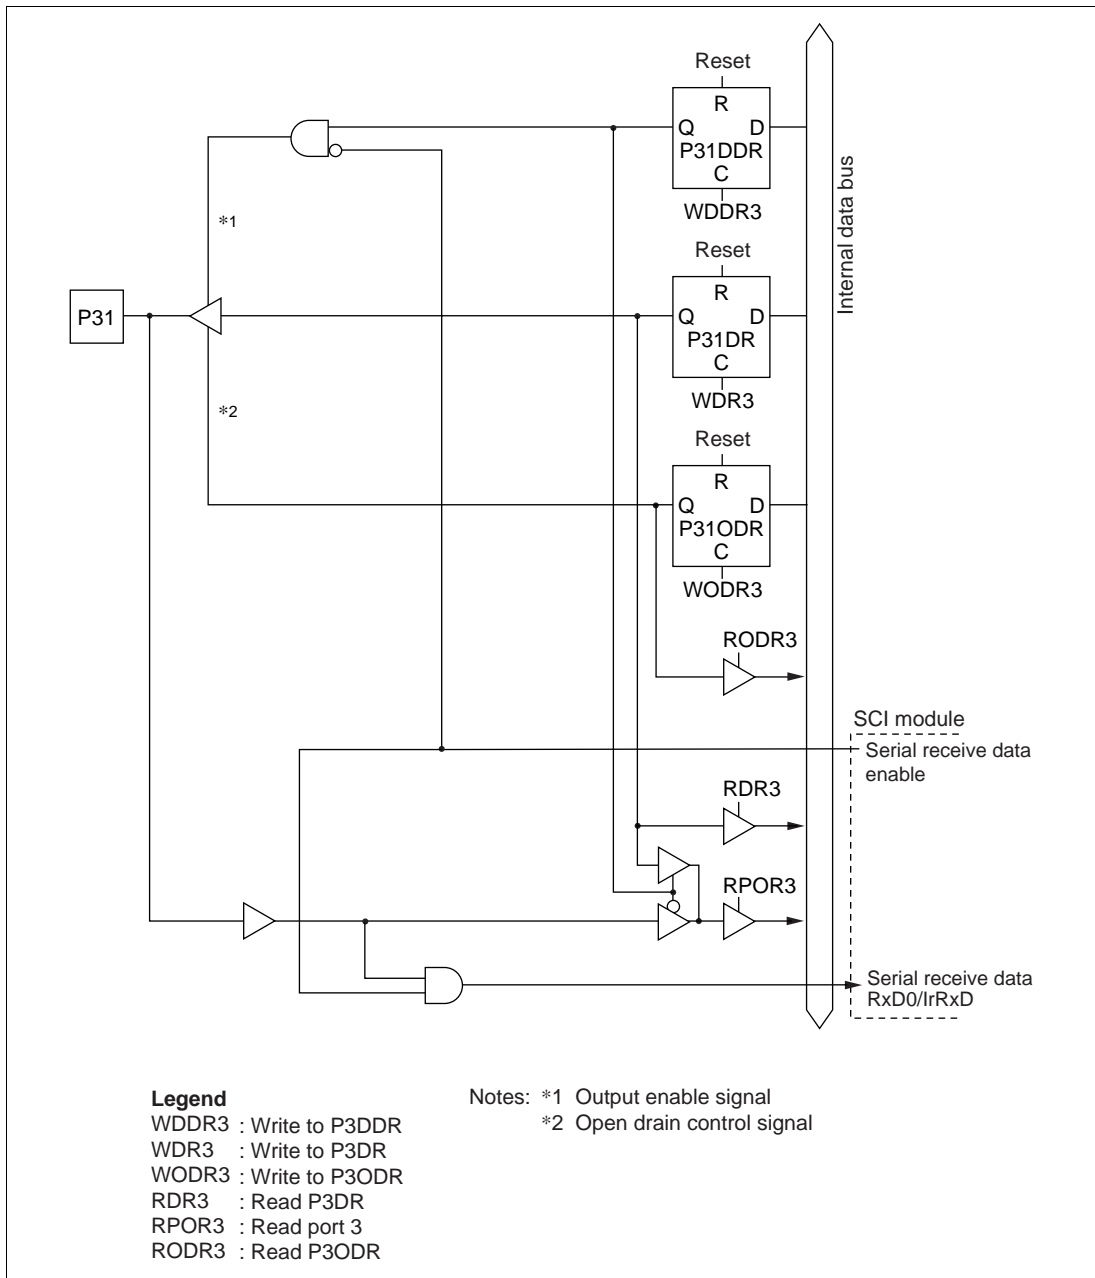 Reset
R
Q D
P31DDR
C
WDDR3
Internal data bus
*1
Reset
R
P31
Q D
P31DR
C
WDR3
*2
Reset
R
Q D
P31ODR
C
WODR3
RODR3
SCI module
Serial receive data
enable
RDR3
RPOR3
Serial receive data
RxD0/IrRxD
Legend
WDDR3 : Write to P3DDR
WDR3 : Write to P3DR
WODR3 : Write to P3ODR
RDR3 : Read P3DR
RPOR3 : Read port 3
RODR3 : Read P3ODR
Notes: *1 Output enable signal
*2 Open drain control signal